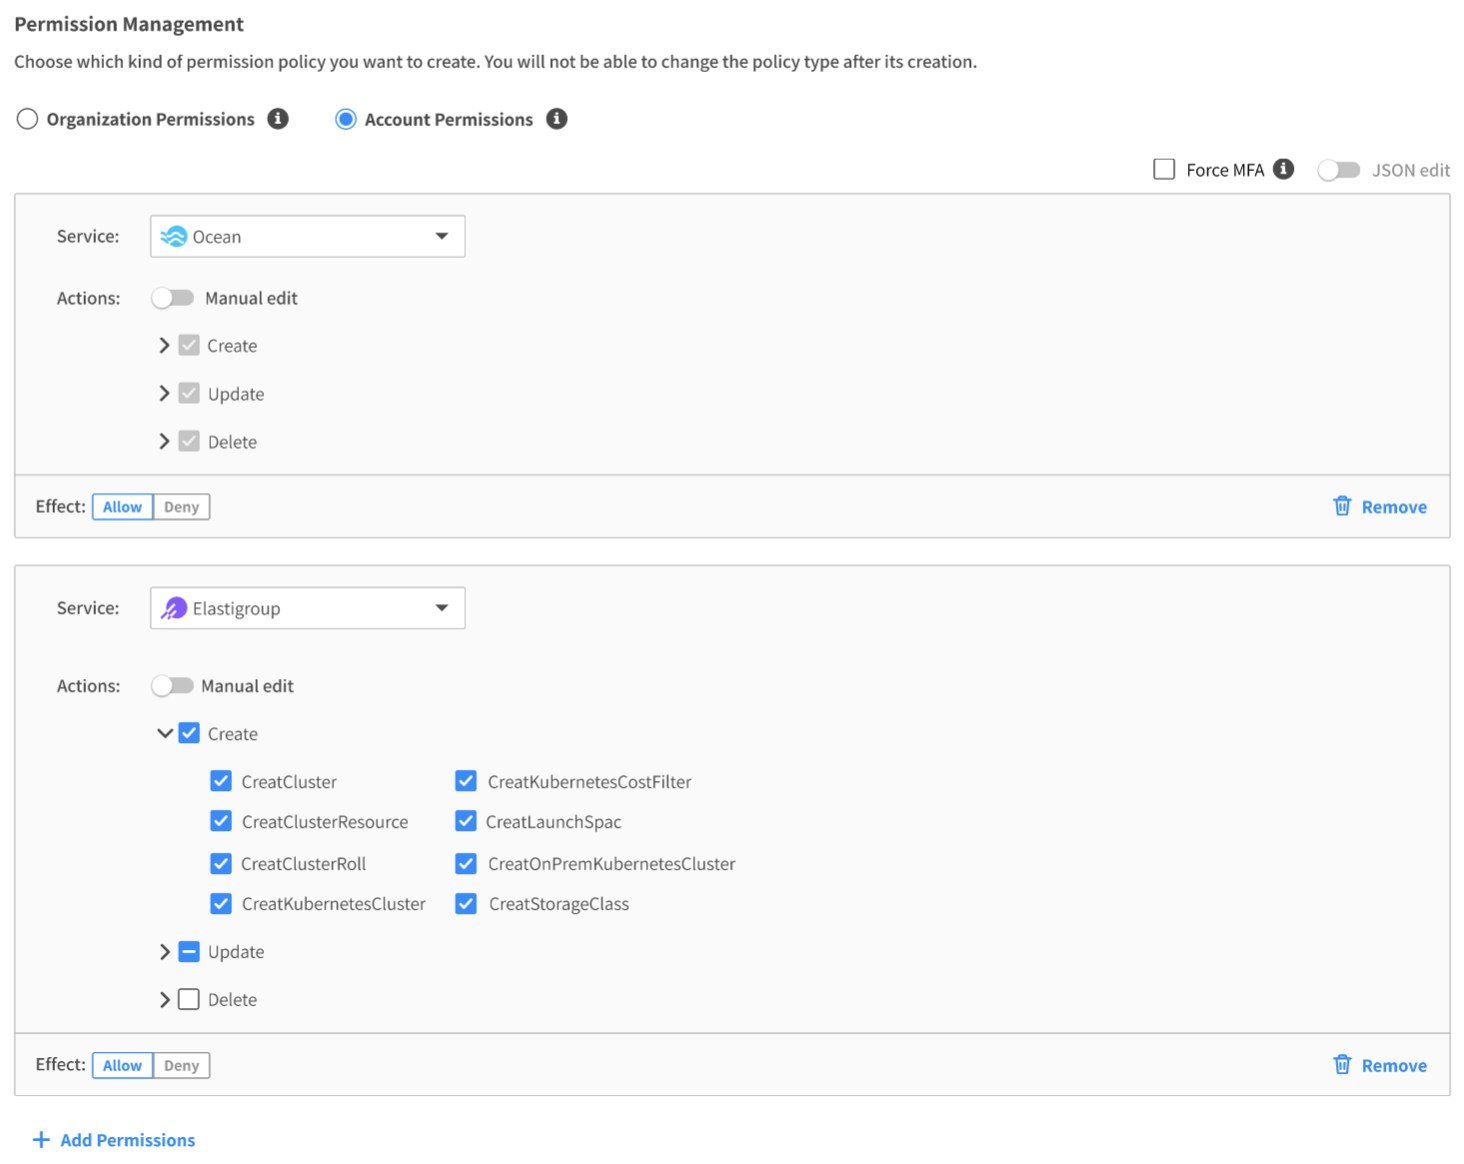 Permission Management
Choose which kind of permission policy you want to create. You will not be able to change the policy type after its creation.
Organization Permissions Account Permissions
Force MFA JSON edit
Service: Ocean
Actions: Manual edit
Create
Update
Delete
Effect: Allow Deny Remove
Service: Elastigroup
Actions: Manual edit
Create
CreatCluster CreatKubernetesCostFilter
CreatClusterResource CreatLaunchSpac
CreatClusterRoll CreatOnPremKubernetesCluster
CreatKubernetesCluster CreatStorageClass
Update
Delete
Effect: Allow Deny Remove
+ Add Permissions